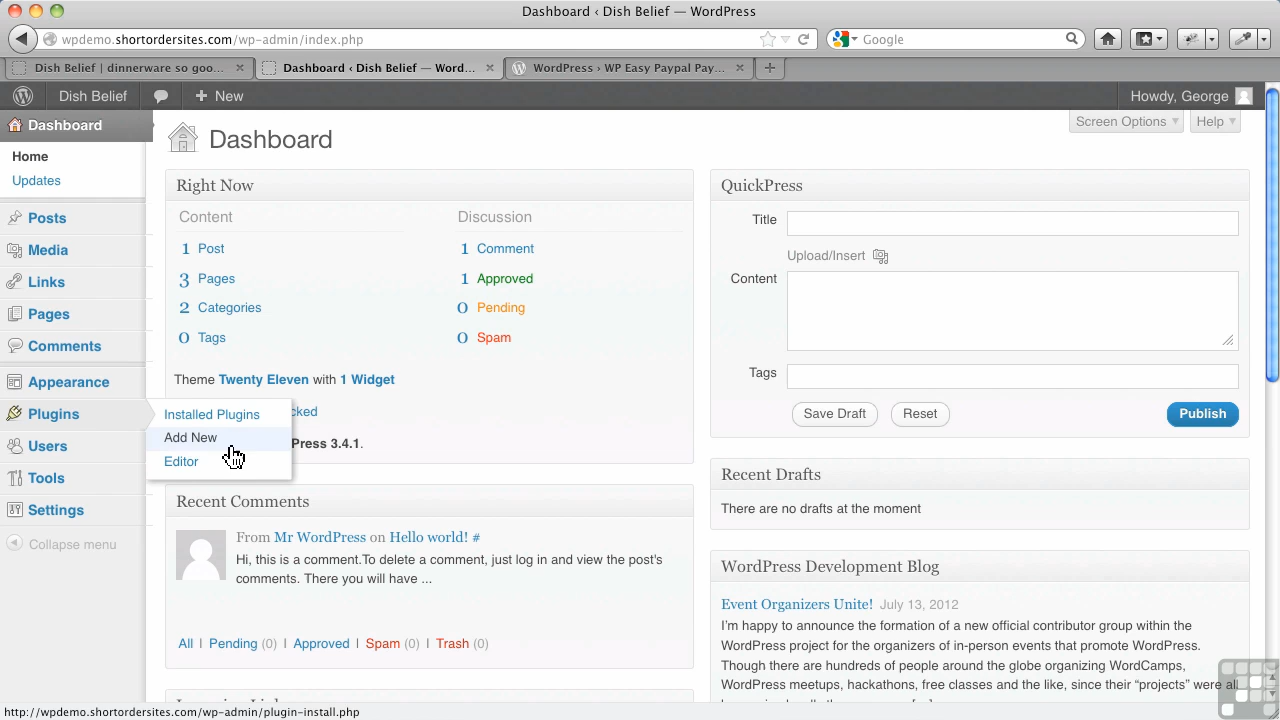 Dashboard ‹ Dish Belief — WordPress
wpdemo.shortordersites.com/wp-admin/index.php
Google
Dish Belief | dinnerware so goo...
Dashboard ‹ Dish Belief — Word...
WordPress › WP Easy Paypal Pay...
Dish Belief
New
Howdy, George
Dashboard
Home
Updates
Posts
Media
Links
Pages
Comments
Appearance
Plugins
Users
Tools
Settings
Collapse menu
Installed Plugins
Add New
Editor
Dashboard
Screen Options
Help
Right Now
Content
Discussion
1 Post
1 Comment
3 Pages
1 Approved
2 Categories
0 Pending
0 Tags
0 Spam
Theme Twenty Eleven with 1 Widget
cked
Press 3.4.1.
Recent Comments
From Mr WordPress on Hello world! #
Hi, this is a comment.To delete a comment, just log in and view the post's
comments. There you will have ...
All | Pending (0) | Approved | Spam (0) | Trash (0)
QuickPress
Title
Upload/Insert
Content
Tags
Save Draft
Reset
Publish
Recent Drafts
There are no drafts at the moment
WordPress Development Blog
Event Organizers Unite! July 13, 2012
I'm happy to announce the formation of a new official contributor group within the
WordPress project for the organizers of in-person events that promote WordPress.
Though there are hundreds of people around the globe organizing WordCamps,
WordPress meetups, hackathons, free classes and the like, since their “projects” were all
http://wpdemo.shortordersites.com/wp-admin/plugin-install.php